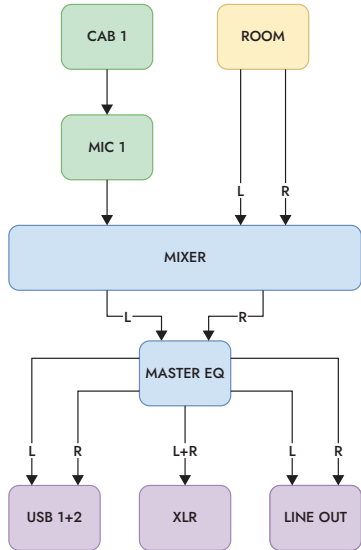 CAB 1
ROOM
MIC 1
L
R
MIXER
L
R
MASTER EQ
L
R
L+R
L
R
USB 1+2
XLR
LINE OUT